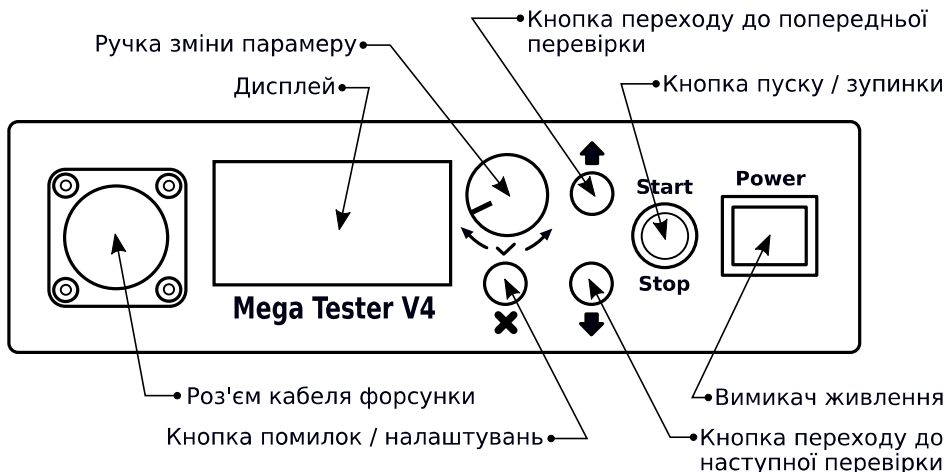 Кнопка переходу до попередньої
перевірки
Ручка зміни парамеру
Дисплей
Кнопка пуску / зупинки
Start
Power
Stop
Mega Tester V4
Роз'єм кабеля форсунки
Вимикач живлення
Кнопка помилок / налаштувань
Кнопка переходу до
наступної перевірки